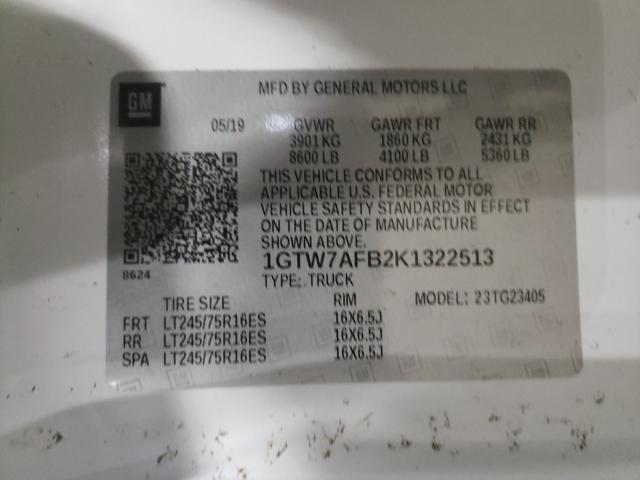 MFD BY GENERAL MOTORS LLC
GM
05/19 GVWR GAWR FRT GAWR RR
3901 KG 1860 KG 2431 KG
8600 LB 4100 LB 5360 LB
THIS VEHICLE CONFORMS TO ALL
APPLICABLE U.S. FEDERAL MOTOR
VEHICLE SAFETY STANDARDS IN EFFECT
ON THE DATE OF MANUFACTURE
SHOWN ABOVE.
8624
1GTW7AFB2K1322513
TYPE: TRUCK
TIRE SIZE RIM MODEL: 23TG23405
FRT LT245/75R16ES 16X6.5J
RR LT245/75R16ES 16X6.5J
SPA LT245/75R16ES 16X6.5J